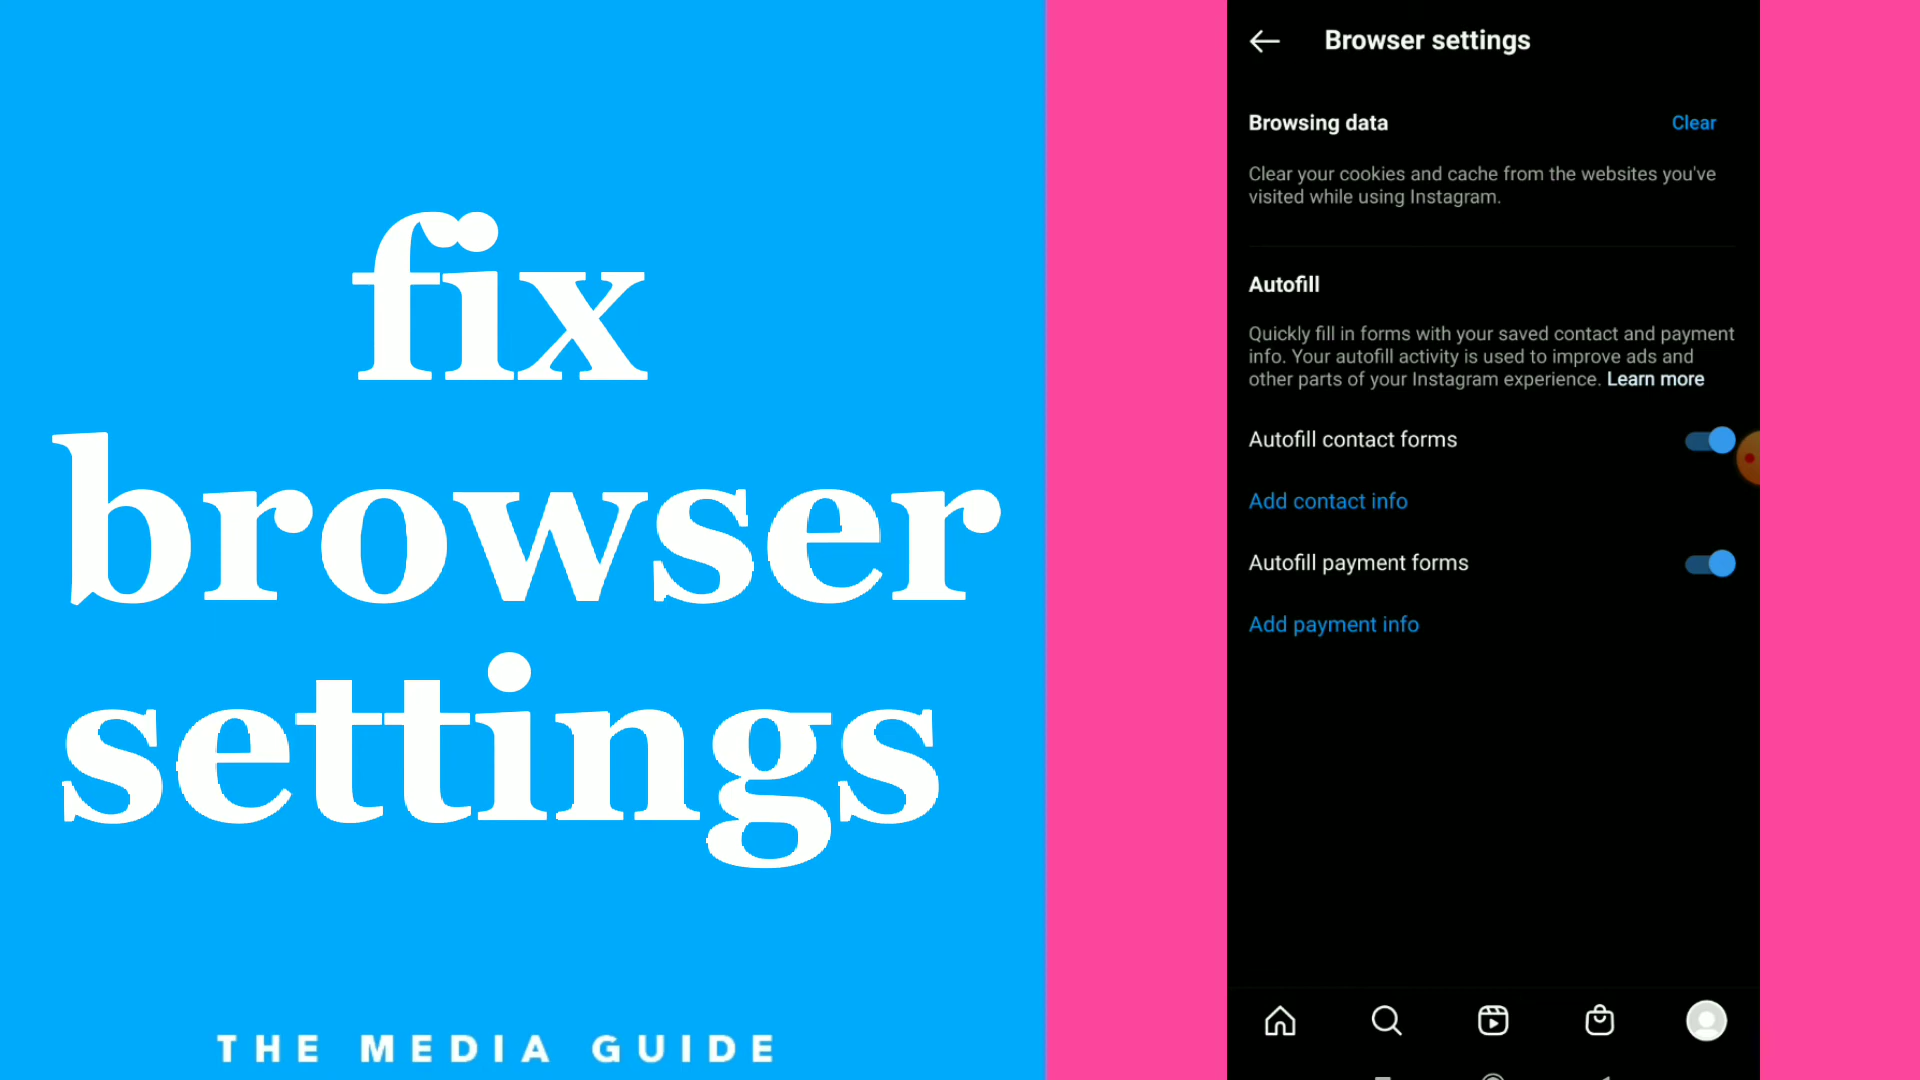 fix
browser
settings
THE MEDIA GUIDE
Browser settings
Browsing data
Clear
Clear your cookies and cache from the websites you've
visited while using Instagram.
Autofill
Quickly fill in forms with your saved contact and payment
info. Your autofill activity is used to improve ads and
other parts of your Instagram experience. Learn more
Autofill contact forms
Add contact info
Autofill payment forms
Add payment info